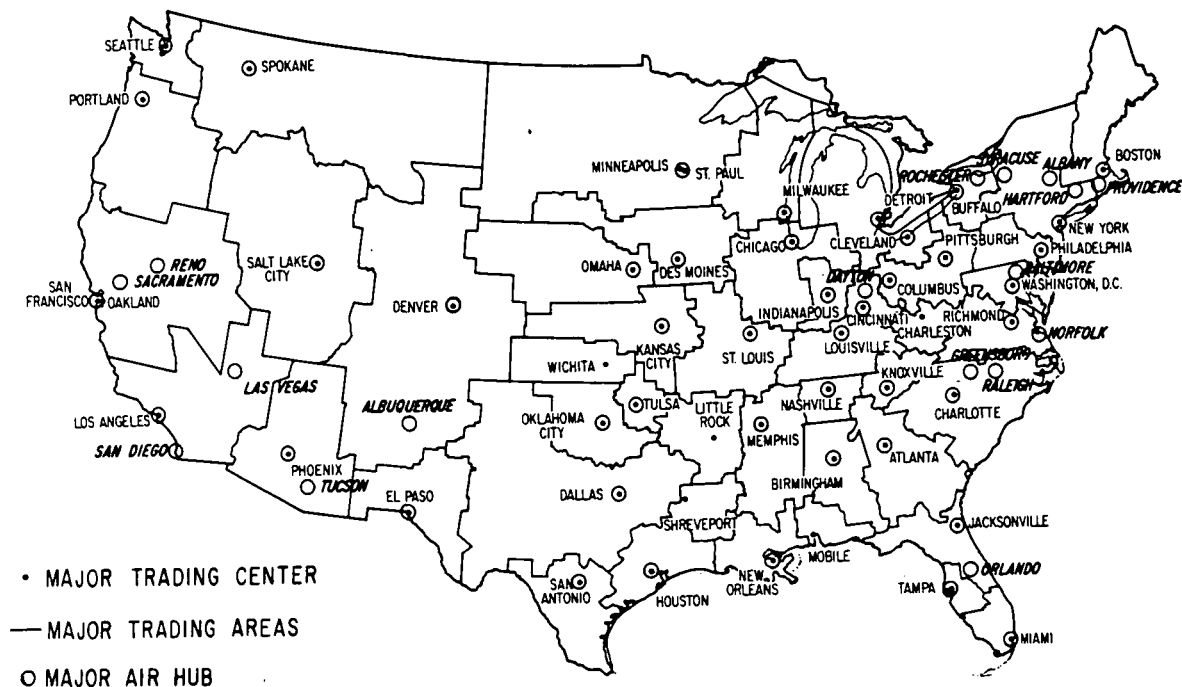 SEATTLE
SPOKANE
PORTLAND
MINNEAPOLIS
ST. PAUL
MILWAUKEE
DETROIT
ROCHESTER
SYRACUSE
ALBANY
BOSTON
HARTFORD
PROVIDENCE
BUFFALO
NEW YORK
CHICAGO
CLEVELAND
PITTSBURGH
PHILADELPHIA
RENO
SACRAMENTO
SALT LAKE
CITY
OMAHA
DES MOINES
DAYTON
COLUMBUS
BALTIMORE
WASHINGTON, D.C.
SAN
FRANCISCO
OAKLAND
DENVER
INDIANAPOLIS
CINCINNATI
RICHMOND
CHARLESTON
NORFOLK
KANSAS
CITY
ST. LOUIS
LOUISVILLE
WICHITA
LAS VEGAS
KNOXVILLE
GREENSBORO
RALEIGH
LOS ANGELES
ALBUQUERQUE
OKLAHOMA
CITY
TULSA
LITTLE
ROCK
NASHVILLE
MEMPHIS
CHARLOTTE
SAN DIEGO
PHOENIX
TUCSON
EL PASO
DALLAS
SHREVEPORT
BIRMINGHAM
ATLANTA
JACKSONVILLE
MOBILE
ORLANDO
SAN
ANTONIO
HOUSTON
NEW
ORLEANS
TAMPA
MIAMI
• MAJOR TRADING CENTER
— MAJOR TRADING AREAS
O MAJOR AIR HUB